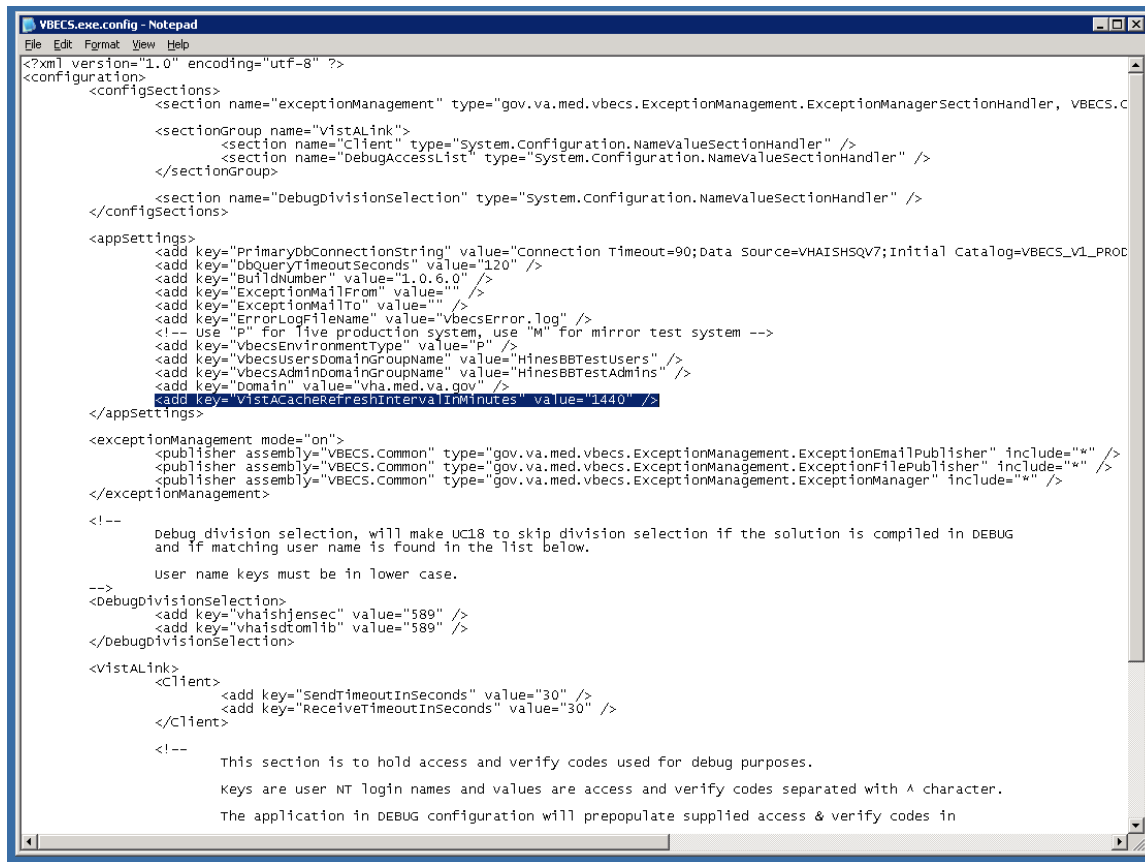 VBECS.exe.config - Notepad
File Edit Format View Help
<?xml version="1.0" encoding="utf-8" ?>
<configuration>
<configSections>
<section name="exceptionManagement" type="gov.va.med.vbecs.ExceptionManagement.ExceptionManagerSectionHandler, VBECS.C
<sectionGroup name="VistALink">
<section name="Client" type="System.Configuration.NameValueSectionHandler" />
<section name="DebugAccessList" type="System.Configuration.NameValueSectionHandler" />
</sectionGroup>
<section name="DebugDivisionSelection" type="System.Configuration.NameValueSectionHandler" />
</configSections>
<appSettings>
<add key="PrimaryDbConnectionString" value="Connection Timeout=90;Data Source=VHAISHSQV7;Initial Catalog=VBECS_V1_PROD
<add key="DbQueryTimeoutSeconds" value="120" />
<add key="BuildNumber" value="1.0.6.0" />
<add key="ExceptionMailFrom" value="" />
<add key="ExceptionMailTo" value="" />
<add key="ErrorLogFileName" value="VbecsError.log" />
<!-- Use "P" for live production system, use "M" for mirror test system -->
<add key="VbecsEnvironmentType" value="P" />
<add key="VbecsUsersDomainGroupName" value="HinesBBTestUsers" />
<add key="VbecsAdminDomainGroupName" value="HinesBBTestAdmins" />
<add key="Domain" value="vha.med.va.gov" />
<add key="VistACacheRefreshIntervalInMinutes" value="1440" />
</appSettings>
<exceptionManagement mode="on">
<publisher assembly="VBECS.Common" type="gov.va.med.vbecs.ExceptionManagement.ExceptionEmailPublisher" include="*" />
<publisher assembly="VBECS.Common" type="gov.va.med.vbecs.ExceptionManagement.ExceptionFilePublisher" include="*" />
<publisher assembly="VBECS.Common" type="gov.va.med.vbecs.ExceptionManagement.ExceptionManager" include="*" />
</exceptionManagement>
<!--
Debug division selection, will make UC18 to skip division selection if the solution is compiled in DEBUG
and if matching user name is found in the list below.
User name keys must be in lower case.
-->
<DebugDivisionSelection>
<add key="vhaishjensec" value="589" />
<add key="vhaisdtomlib" value="589" />
</DebugDivisionSelection>
<VistALink>
<Client>
<add key="SendTimeoutInSeconds" value="30" />
<add key="ReceiveTimeoutInSeconds" value="30" />
</Client>
<!--
This section is to hold access and verify codes used for debug purposes.
Keys are user NT login names and values are access and verify codes separated with ^ character.
The application in DEBUG configuration will prepopulate supplied access & verify codes in